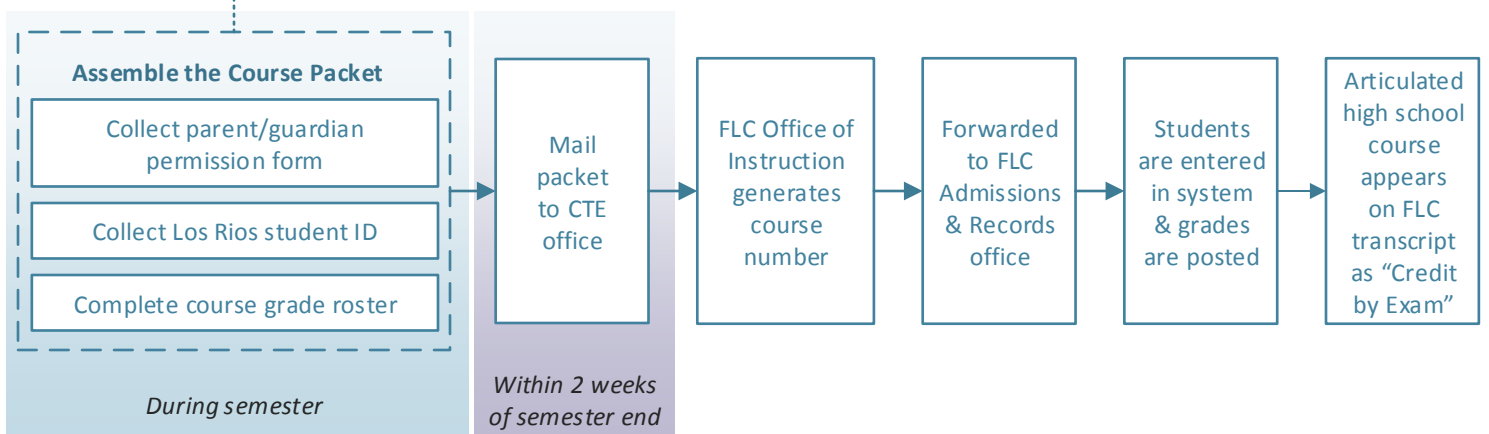 Assemble the Course Packet
Collect parent/guardian
permission form
Collect Los Rios student ID
Complete course grade roster
During semester
Mail
packet
to CTE
office
Within 2 weeks
of semester end
FLC Office of
Instruction
generates
course
number
Forwarded
to FLC
Admissions
& Records
office
Students
are entered
in system
& grades
are posted
Articulated
high school
course
appears
on FLC
transcript
as “Credit
by Exam”